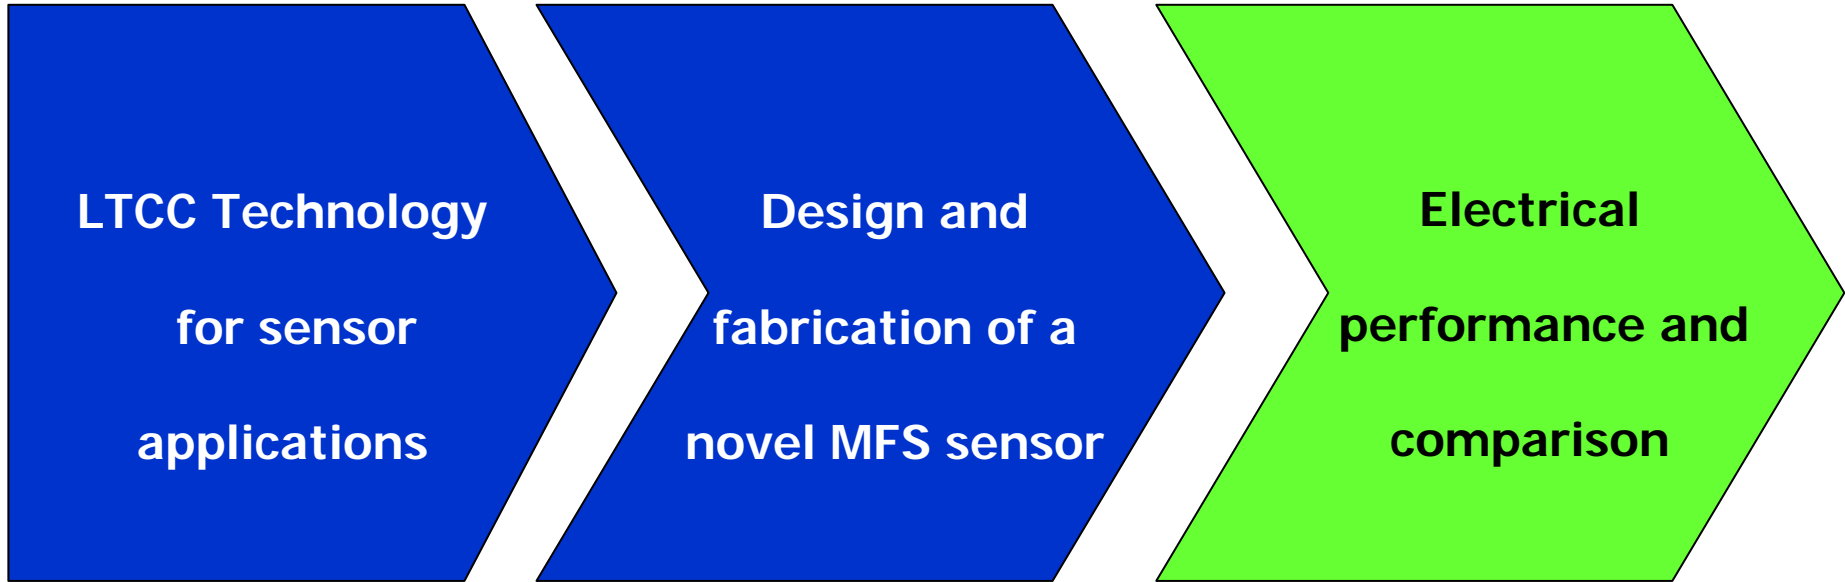 LTCC Technology
for sensor
applications
Design and
fabrication of a
novel MFS sensor
Electrical
performance and
comparison